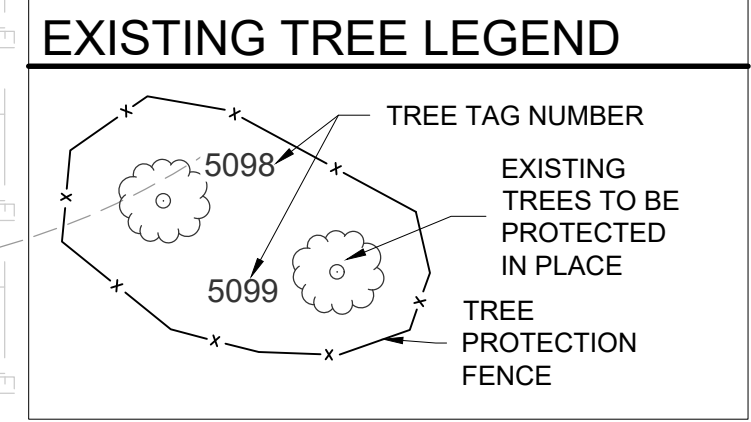 EXISTING TREE LEGEND
TREE TAG NUMBER
5098
EXISTING
TREES TO BE
PROTECTED
IN PLACE
5099
TREE
PROTECTION
FENCE